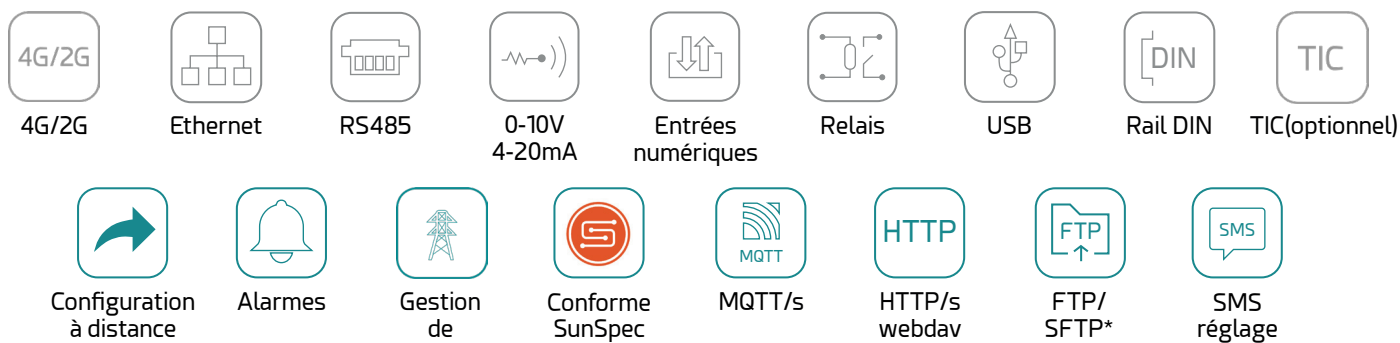 4G/2G
DIN
TIC
4G/2G
Ethernet
RS485
0-10V
4-20mA
Entrées
numériques
Relais
USB
Rail DIN
TIC(optionnel)
MQTT
HTTP
FTP
SMS
Configuration
à distance
Alarmes
Gestion
de
Conforme
SunSpec
MQTT/s
HTTP/s
webdav
FTP/
SFTP*
SMS
réglage